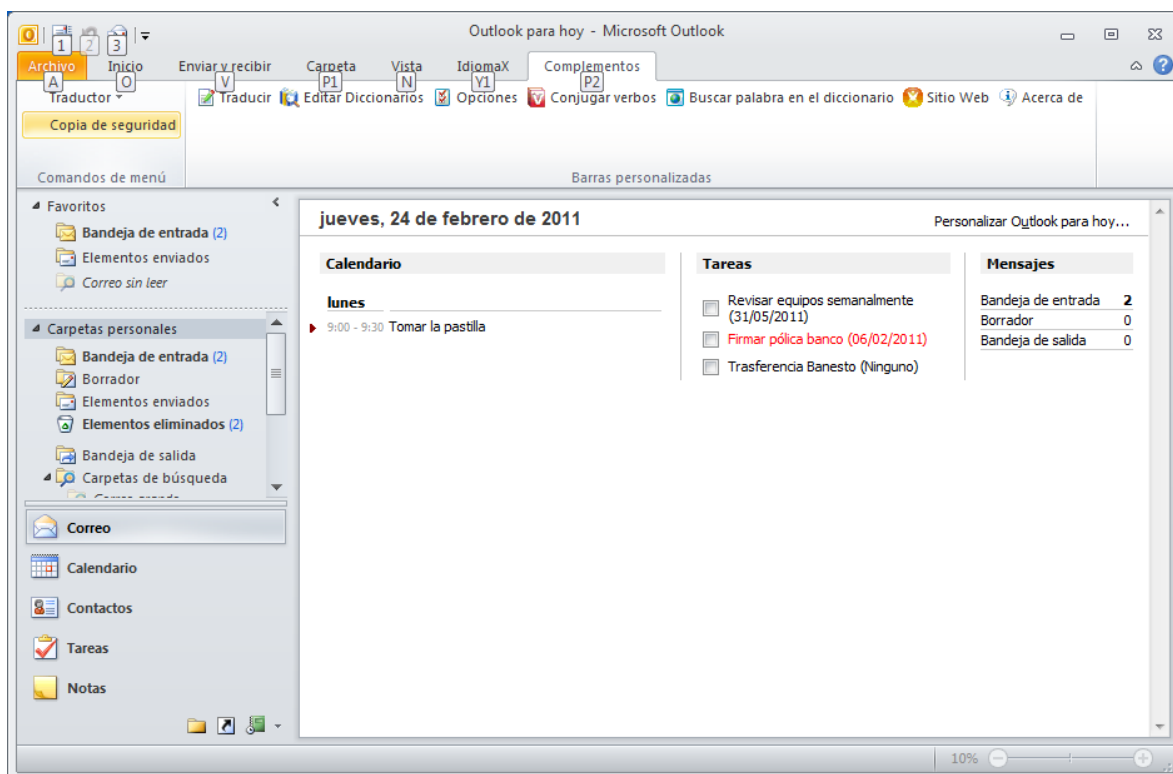 Outlook para hoy - Microsoft Outlook
1 2 3
Archivo Inicio Enviar y recibir Carpeta Vista IdiomaX Complementos
A O V P1 N Y1 P2
Traductor Traducir Editar Diccionarios Opciones Conjugar verbos Buscar palabra en el diccionario Sitio Web Acerca de
Copia de seguridad
Comandos de menú Barras personalizadas
Favoritos
Bandeja de entrada (2)
Elementos enviados
Correo sin leer
Carpetas personales
Bandeja de entrada (2)
Borrador
Elementos enviados
Elementos eliminados (2)
Bandeja de salida
Carpetas de búsqueda
Correo
Calendario
Contactos
Tareas
Notas
jueves, 24 de febrero de 2011 Personalizar Outlook para hoy...
Calendario
lunes
9:00 - 9:30 Tomar la pastilla
Tareas
Revisar equipos semanalmente
(31/05/2011)
Firmar pólica banco (06/02/2011)
Trasferencia Banesto (Ninguno)
Mensajes
Bandeja de entrada 2
Borrador 0
Bandeja de salida 0
10%